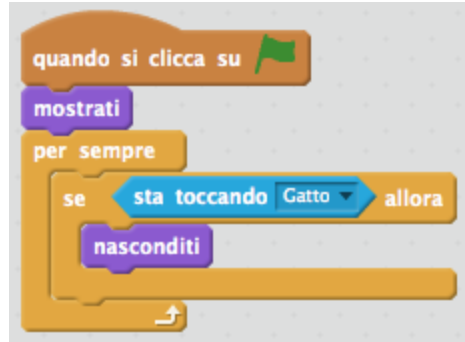 quando si clicca su
mostrati
per sempre
se sta toccando Gatto allora
nasconditi